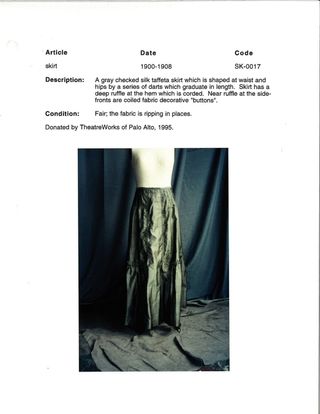 Article Date Code
skirt 1900-1908 SK-0017
Description: A gray checked silk taffeta skirt which is shaped at waist and
hips by a series of darts which graduate in length. Skirt has a
deep ruffle at the hem which is corded. Near ruffle at the side-
fronts are coiled fabric decorative "buttons".
Condition: Fair; the fabric is ripping in places.
Donated by TheatreWorks of Palo Alto, 1995.